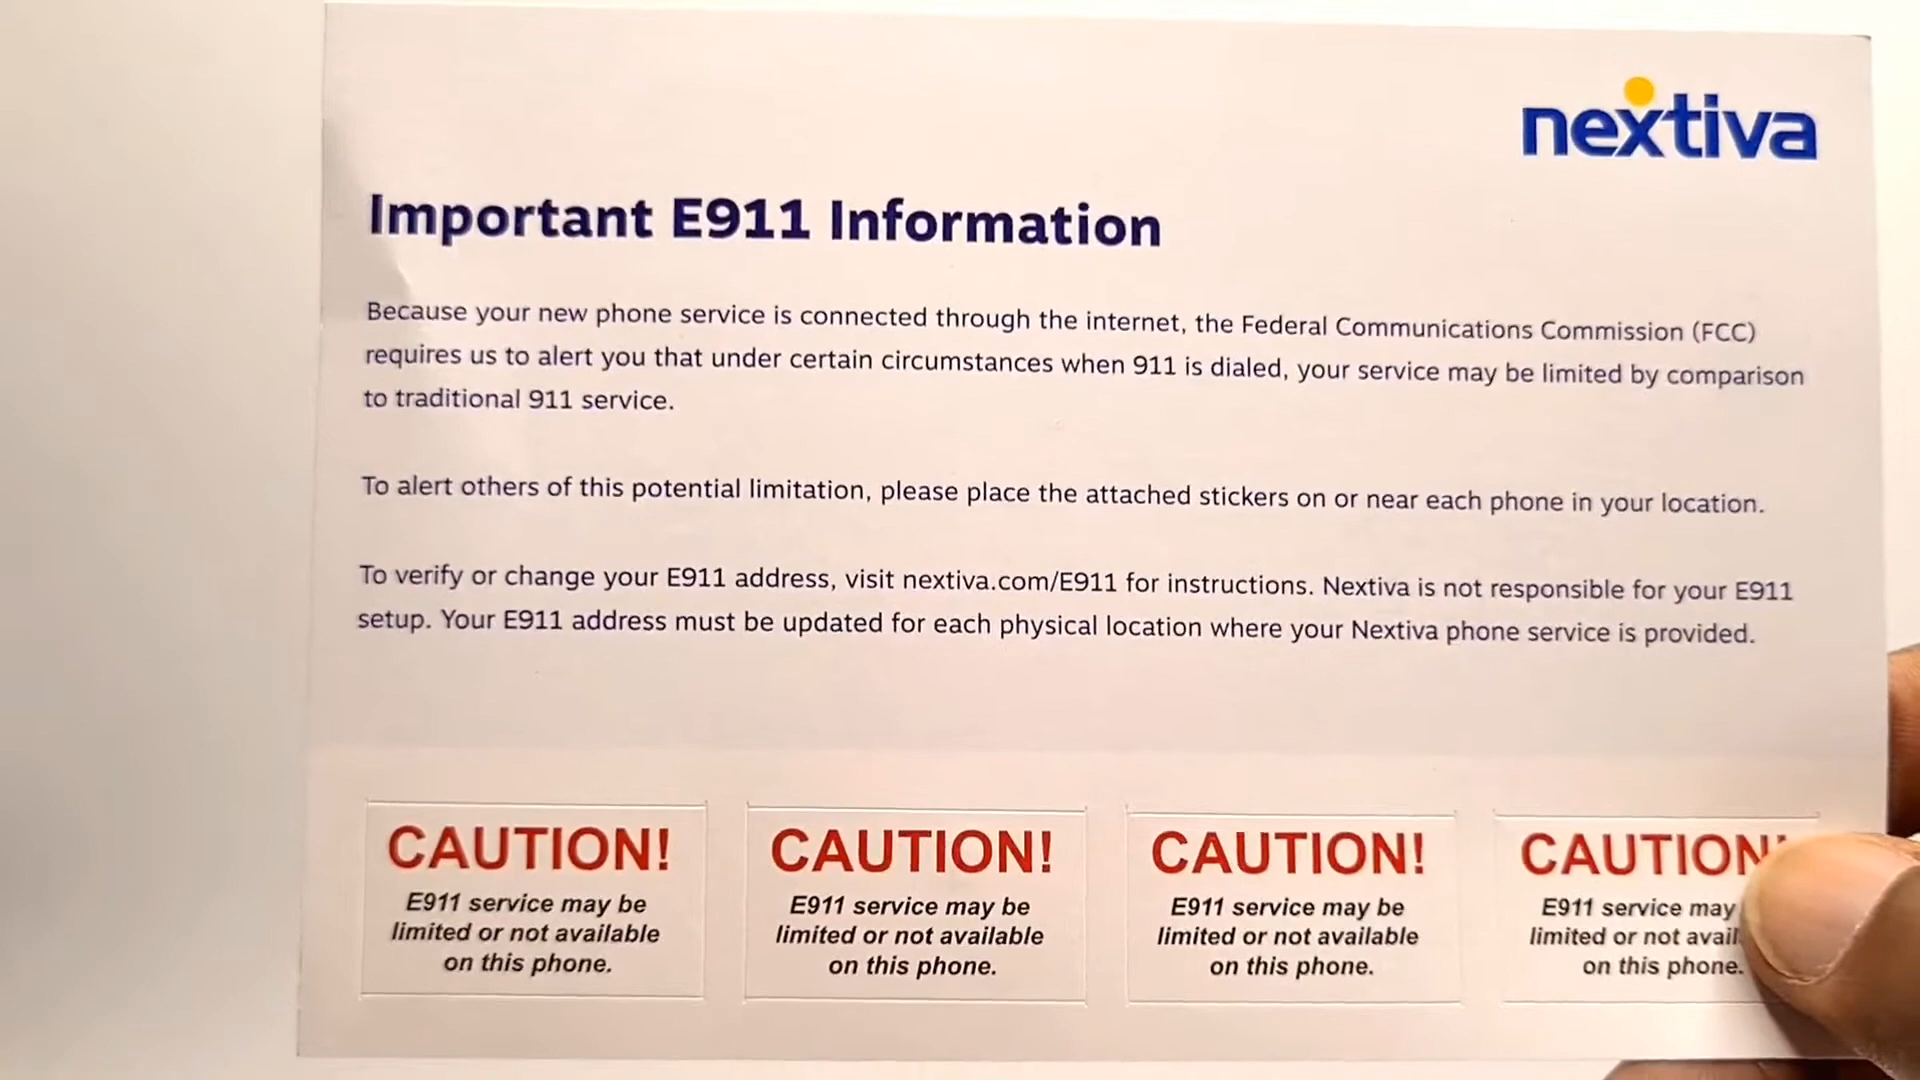 nextiva
Important E911 Information
Because your new phone service is connected through the internet, the Federal Communications Commission (FCC)
requires us to alert you that under certain circumstances when 911 is dialed, your service may be limited by comparison
to traditional 911 service.
To alert others of this potential limitation, please place the attached stickers on or near each phone in your location.
To verify or change your E911 address, visit nextiva.com/E911 for instructions. Nextiva is not responsible for your E911
setup. Your E911 address must be updated for each physical location where your Nextiva phone service is provided.
CAUTION!
E911 service may be
limited or not available
on this phone.
CAUTION!
E911 service may be
limited or not available
on this phone.
CAUTION!
E911 service may be
limited or not available
on this phone.
CAUTION!
E911 service may
limited or not
on this phone.